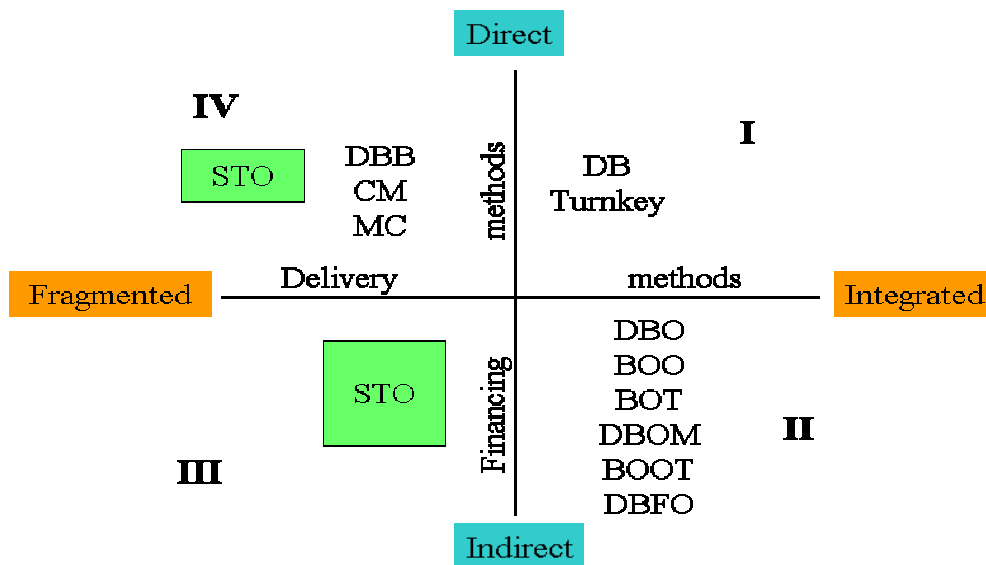 Direct
IV
I
STO
DBB
CM
MC
methods
DB
Turnkey
Fragmented
Delivery
methods
Integrated
STO
Financing
DBO
BOO
BOT
DBOM
BOOT
DBFO
II
III
Indirect